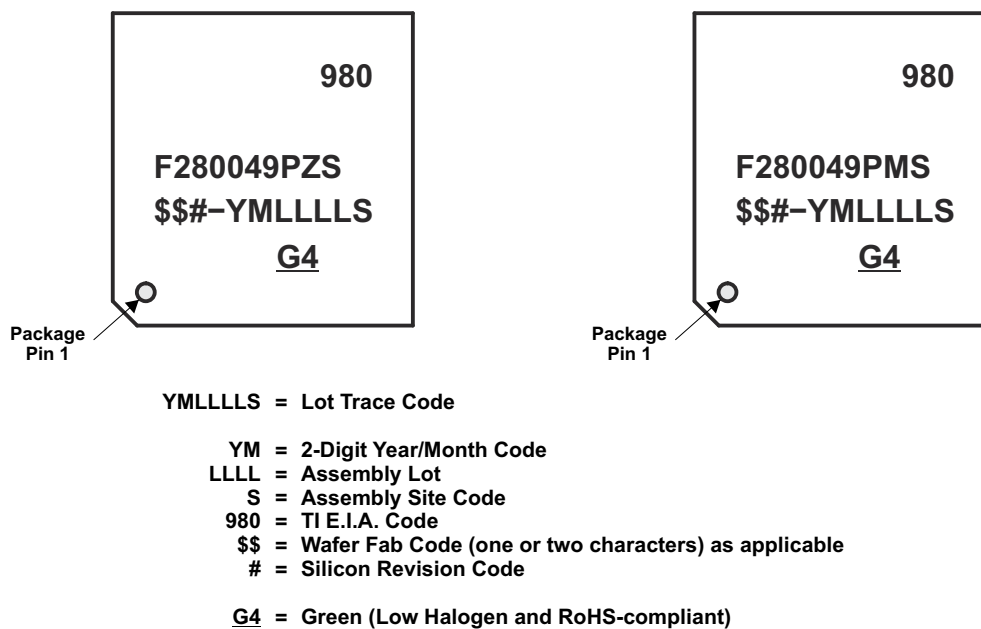 980
F280049PZS
$$#−YMLLLLS
G4
Package
Pin 1
980
F280049PMS
$$#−YMLLLLS
G4
Package
Pin 1
YMLLLLS = Lot Trace Code
YM = 2-Digit Year/Month Code
LLLL = Assembly Lot
S = Assembly Site Code
980 = TI E.I.A. Code
$$ = Wafer Fab Code (one or two characters) as applicable
# = Silicon Revision Code
G4 = Green (Low Halogen and RoHS-compliant)